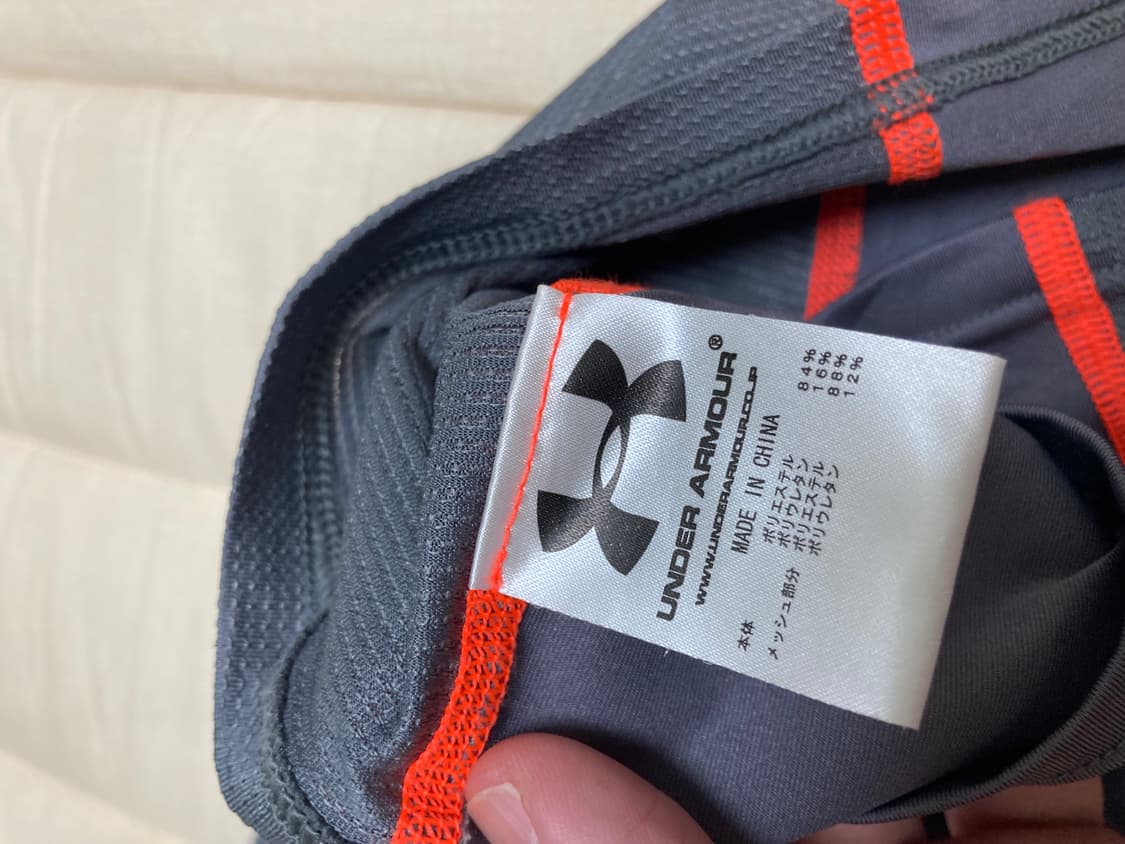 UNDER ARMOUR®
WWW.UNDERARMOUR.CO.JP
MADE IN CHINA
本体 ポリエステル 84%
ポリウレタン 16%
メッシュ部分 ポリエステル 88%
ポリウレタン 12%